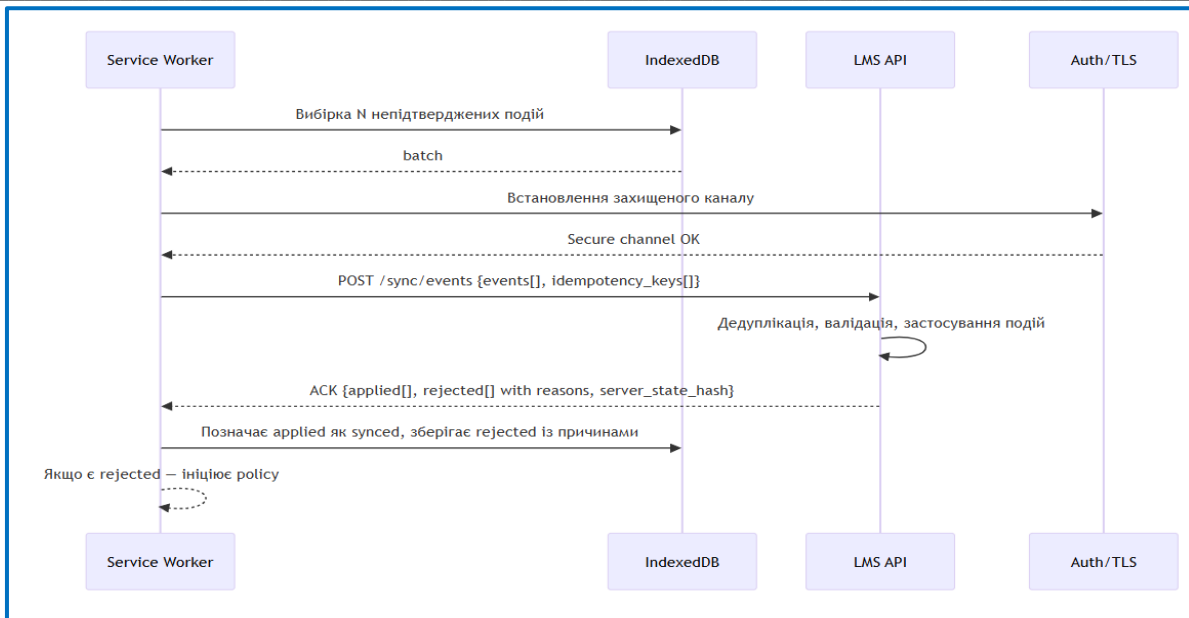 Service Worker
IndexedDB
LMS API
Auth/TLS
Вибірка N непідтверджених подій
batch
Встановлення захищеного каналу
Secure channel OK
POST /sync/events {events[], idempotency_keys[]}
Дедуплікація, валідація, застосування подій
ACK {applied[], rejected[] with reasons, server_state_hash}
Позначає applied як synced, зберігає rejected із причинами
Якщо є rejected — ініціює policy
Service Worker
IndexedDB
LMS API
Auth/TLS